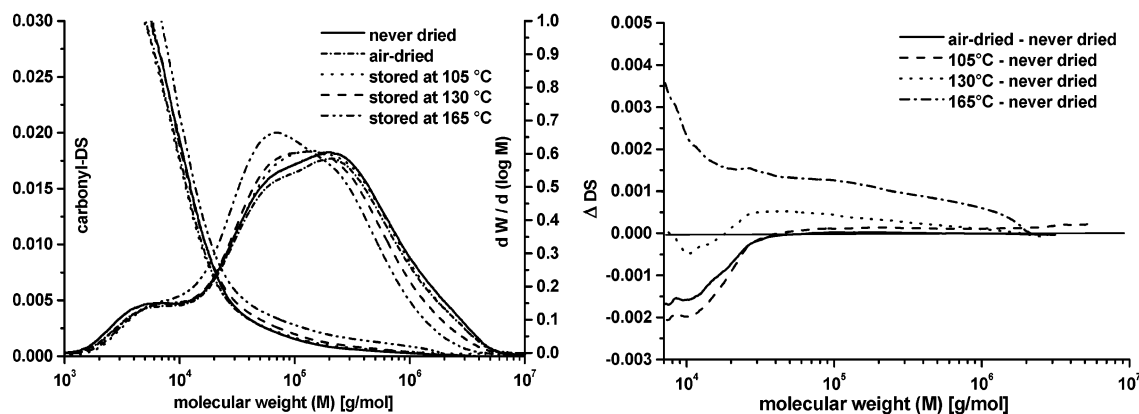 0.030
0.025
0.020
0.015
0.010
0.005
0.000
carbonyl-DS
1.0
0.9
0.8
0.7
0.6
0.5
0.4
0.3
0.2
0.1
0.0
d W / d (log M)
never dried
air-dried
stored at 105 °C
stored at 130 °C
stored at 165 °C
10³ 10⁴ 10⁵ 10⁶ 10⁷
molecular weight (M) [g/mol]
0.005
0.004
0.003
0.002
0.001
0.000
-0.001
-0.002
-0.003
Δ DS
air-dried - never dried
105°C - never dried
130°C - never dried
165°C - never dried
10⁴ 10⁵ 10⁶ 10⁷
molecular weight (M) [g/mol]